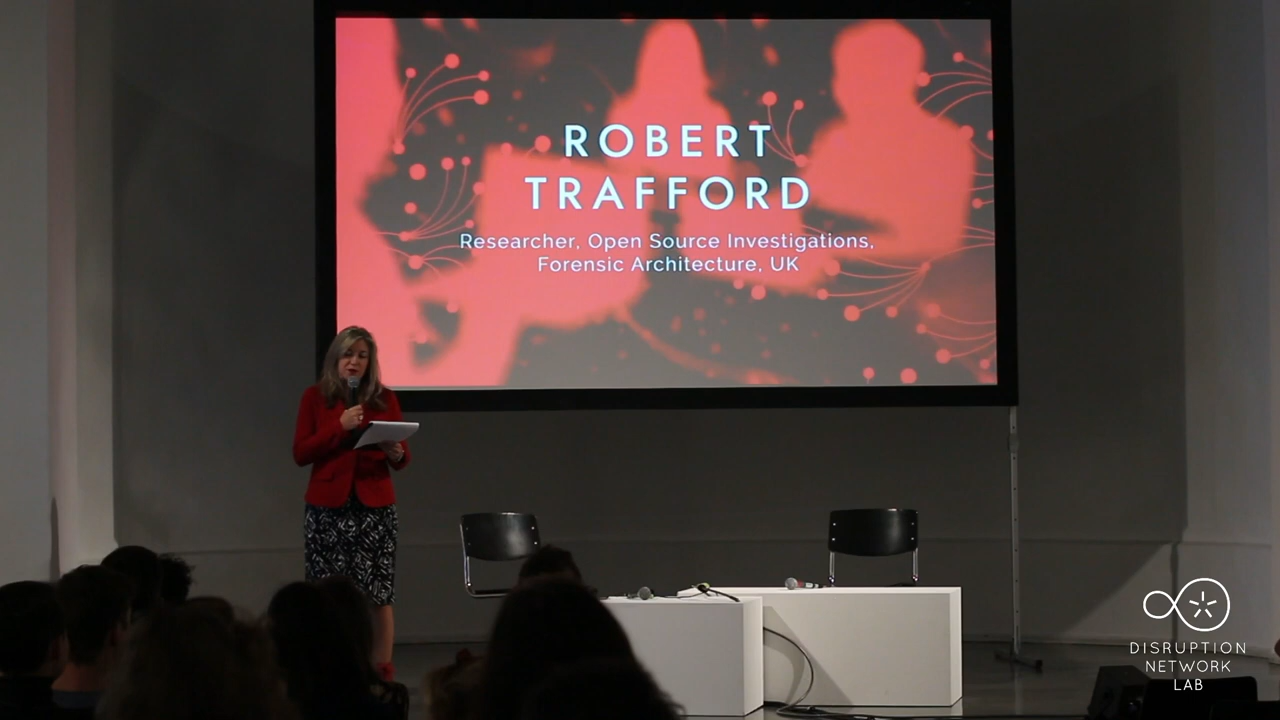 ROBERT
TRAFFORD
Researcher, Open Source Investigations,
Forensic Architecture, UK
DISRUPTION
NETWORK
LAB